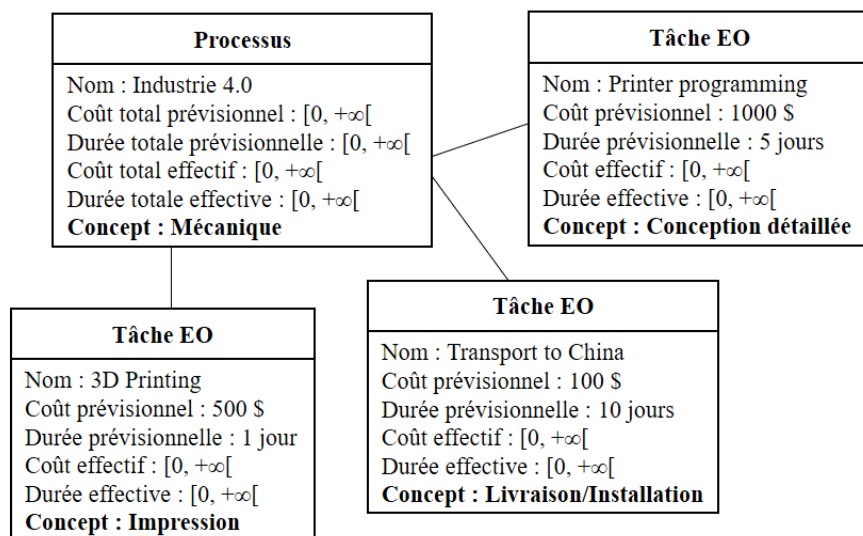 Processus
Nom : Industrie 4.0
Coût total prévisionnel : [0, +∞[
Durée totale prévisionnelle : [0, +∞[
Coût total effectif : [0, +∞[
Durée totale effective : [0, +∞[
Concept : Mécanique
Tâche EO
Nom : Printer programming
Coût prévisionnel : 1000 $
Durée prévisionnelle : 5 jours
Coût effectif : [0, +∞[
Durée effective : [0, +∞[
Concept : Conception détaillée
Tâche EO
Nom : 3D Printing
Coût prévisionnel : 500 $
Durée prévisionnelle : 1 jour
Coût effectif : [0, +∞[
Durée effective : [0, +∞[
Concept : Impression
Tâche EO
Nom : Transport to China
Coût prévisionnel : 100 $
Durée prévisionnelle : 10 jours
Coût effectif : [0, +∞[
Durée effective : [0, +∞[
Concept : Livraison/Installation